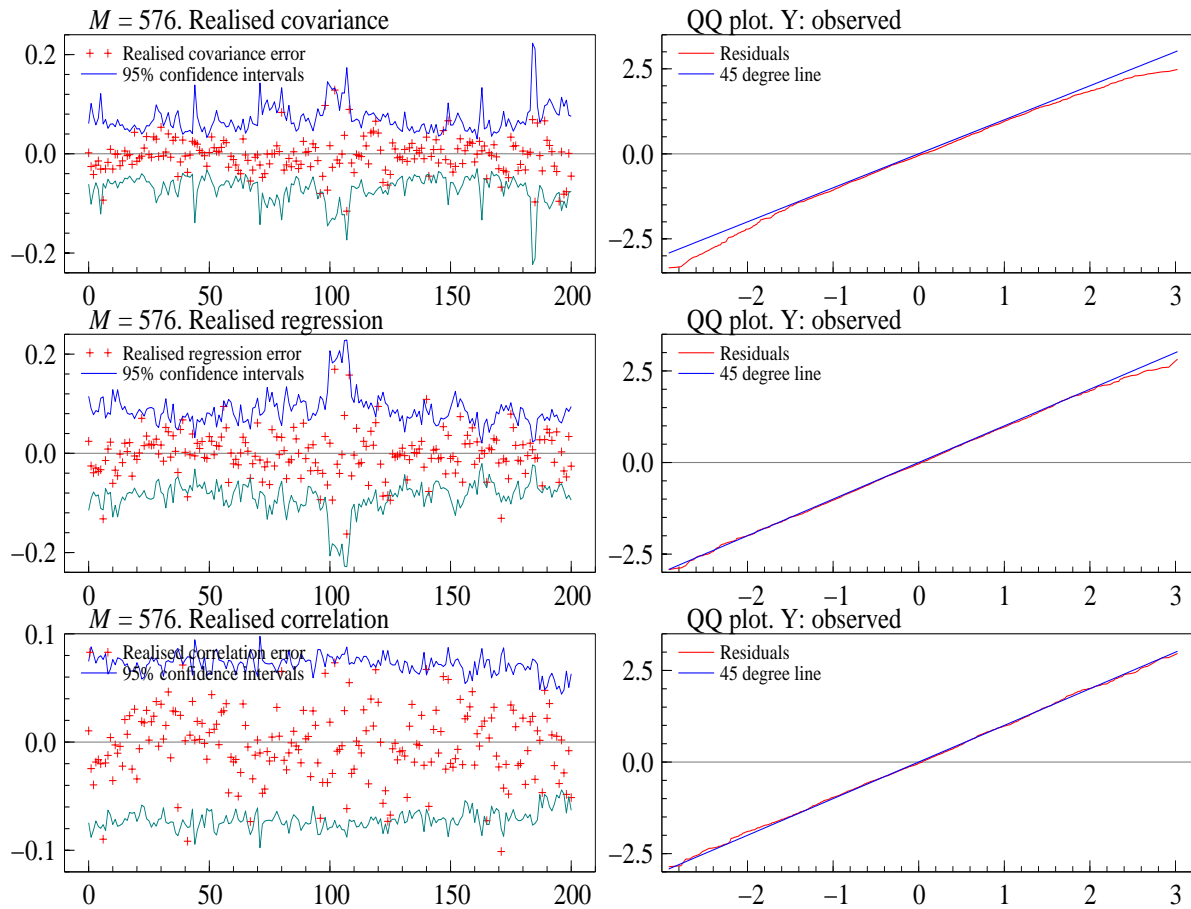 M = 576. Realised covariance
QQ plot. Y: observed
0.2
0.0
−0.2
Realised covariance error
95% confidence intervals
0 50 100 150 200
2.5
0.0
−2.5
Residuals
45 degree line
−2 −1 0 1 2 3
M = 576. Realised regression
QQ plot. Y: observed
0.2
0.0
−0.2
Realised regression error
95% confidence intervals
0 50 100 150 200
2.5
0.0
−2.5
Residuals
45 degree line
−2 −1 0 1 2 3
M = 576. Realised correlation
QQ plot. Y: observed
0.1
0.0
−0.1
Realised correlation error
95% confidence intervals
0 50 100 150 200
2.5
0.0
−2.5
Residuals
45 degree line
−2 −1 0 1 2 3